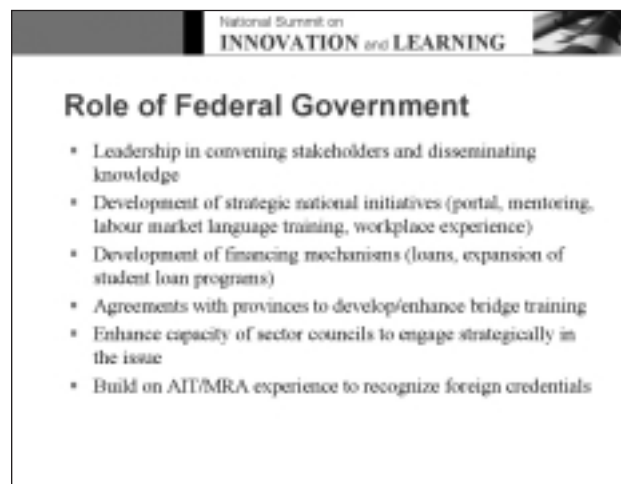 National Summit on
INNOVATION and LEARNING
Role of Federal Government
▪ Leadership in convening stakeholders and disseminating
knowledge
▪ Development of strategic national initiatives (portal, mentoring,
labour market language training, workplace experience)
▪ Development of financing mechanisms (loans, expansion of
student loan programs)
▪ Agreements with provinces to develop/enhance bridge training
▪ Enhance capacity of sector councils to engage strategically in
the issue
▪ Build on AIT/MRA experience to recognize foreign credentials